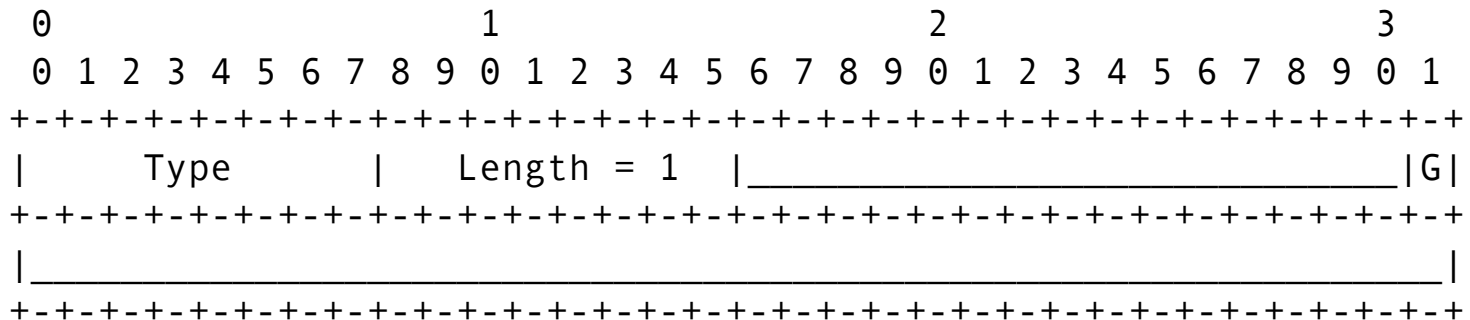 0                   1                   2                   3
 0 1 2 3 4 5 6 7 8 9 0 1 2 3 4 5 6 7 8 9 0 1 2 3 4 5 6 7 8 9 0 1
+-+-+-+-+-+-+-+-+-+-+-+-+-+-+-+-+-+-+-+-+-+-+-+-+-+-+-+-+-+-+-+-+
|     Type      |   Length = 1  |_____________________________|G|
+-+-+-+-+-+-+-+-+-+-+-+-+-+-+-+-+-+-+-+-+-+-+-+-+-+-+-+-+-+-+-+-+
|_______________________________________________________________|
+-+-+-+-+-+-+-+-+-+-+-+-+-+-+-+-+-+-+-+-+-+-+-+-+-+-+-+-+-+-+-+-+